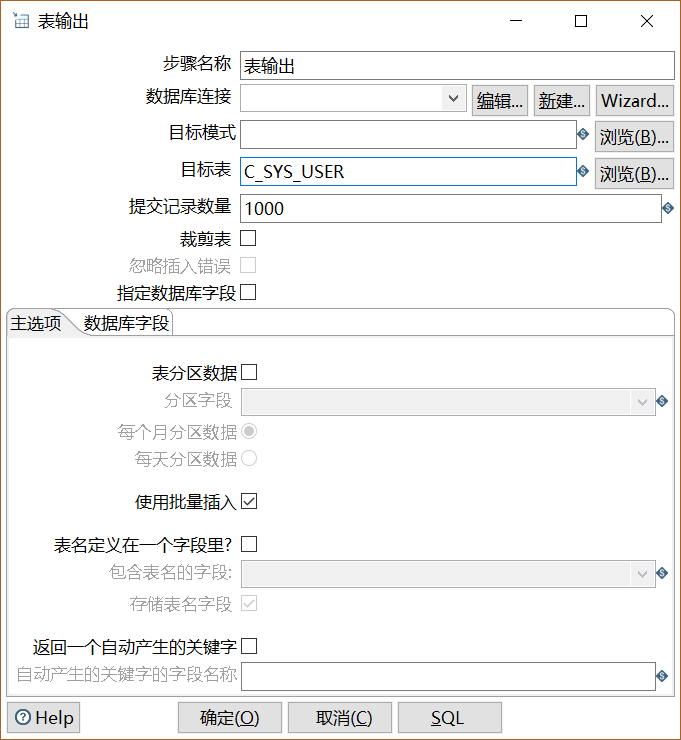 表输出
步骤名称 表输出
数据库连接 编辑... 新建... Wizard...
目标模式 浏览(B)...
目标表 C_SYS_USER 浏览(B)...
提交记录数量 1000
裁剪表
忽略插入错误
指定数据库字段
主选项 数据库字段
表分区数据
分区字段
每个月分区数据
每天分区数据
使用批量插入
表名定义在一个字段里?
包含表名的字段:
存储表名字段
返回一个自动产生的关键字
自动产生的关键字的字段名称
Help 确定(O) 取消(C) SQL